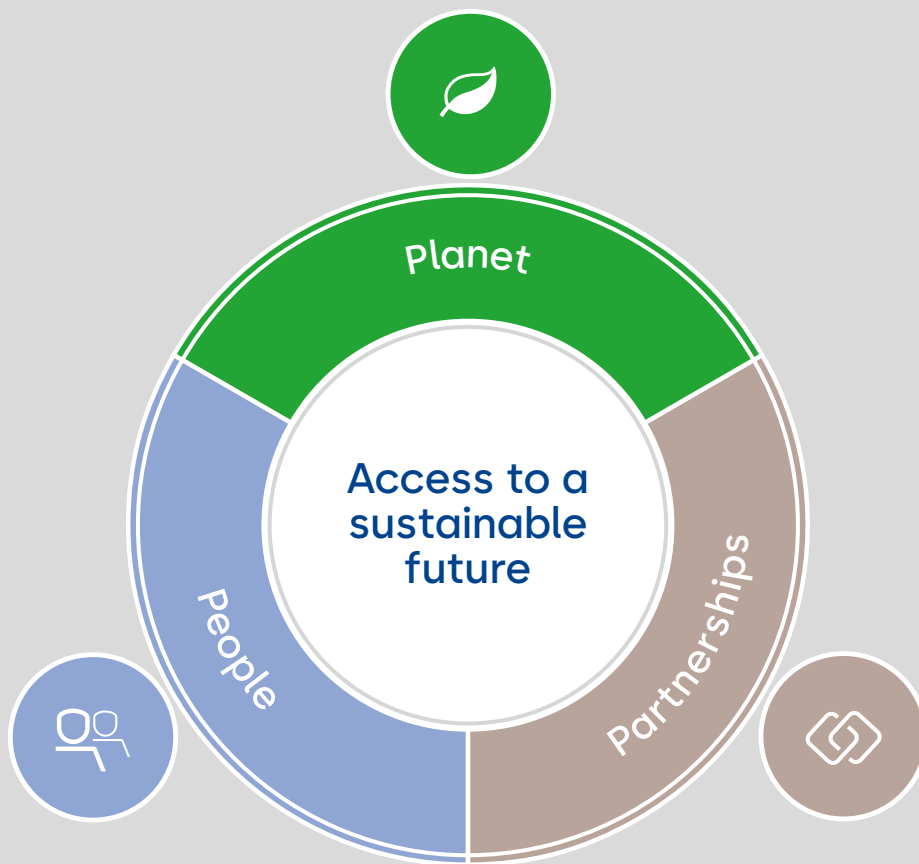 Planet
Access to a
sustainable
future
People
Partnerships